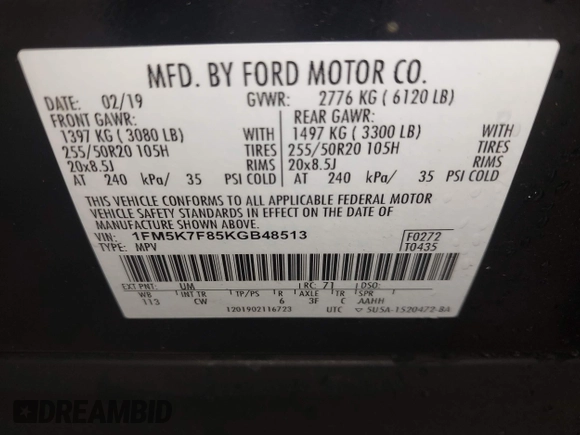 MFD. BY FORD MOTOR CO.
DATE: 02/19 GVWR: 2776 KG ( 6120 LB)
FRONT GAWR: REAR GAWR:
1397 KG ( 3080 LB) WITH 1497 KG ( 3300 LB) WITH
255/50R20 105H TIRES 255/50R20 105H TIRES
20x8.5J RIMS 20x8.5J RIMS
AT 240 kPa/ 35 PSI COLD AT 240 kPa/ 35 PSI COLD
THIS VEHICLE CONFORMS TO ALL APPLICABLE FEDERAL MOTOR
VEHICLE SAFETY STANDARD IN EFFECT ON THE DATE OF
MANUFACTURE SHOWN ABOVE.
1FM5K7F85KGB48513 F0272
TYPE: MPV T0435
EXT PNT: UM RC: 71 DSO:
WB INT TR TP/PS R AXLE TR SPR
113 CW 6 3F C AAHH
1201902116723 UTC ▽ 5U5A-1520472-BA
DREAMBID